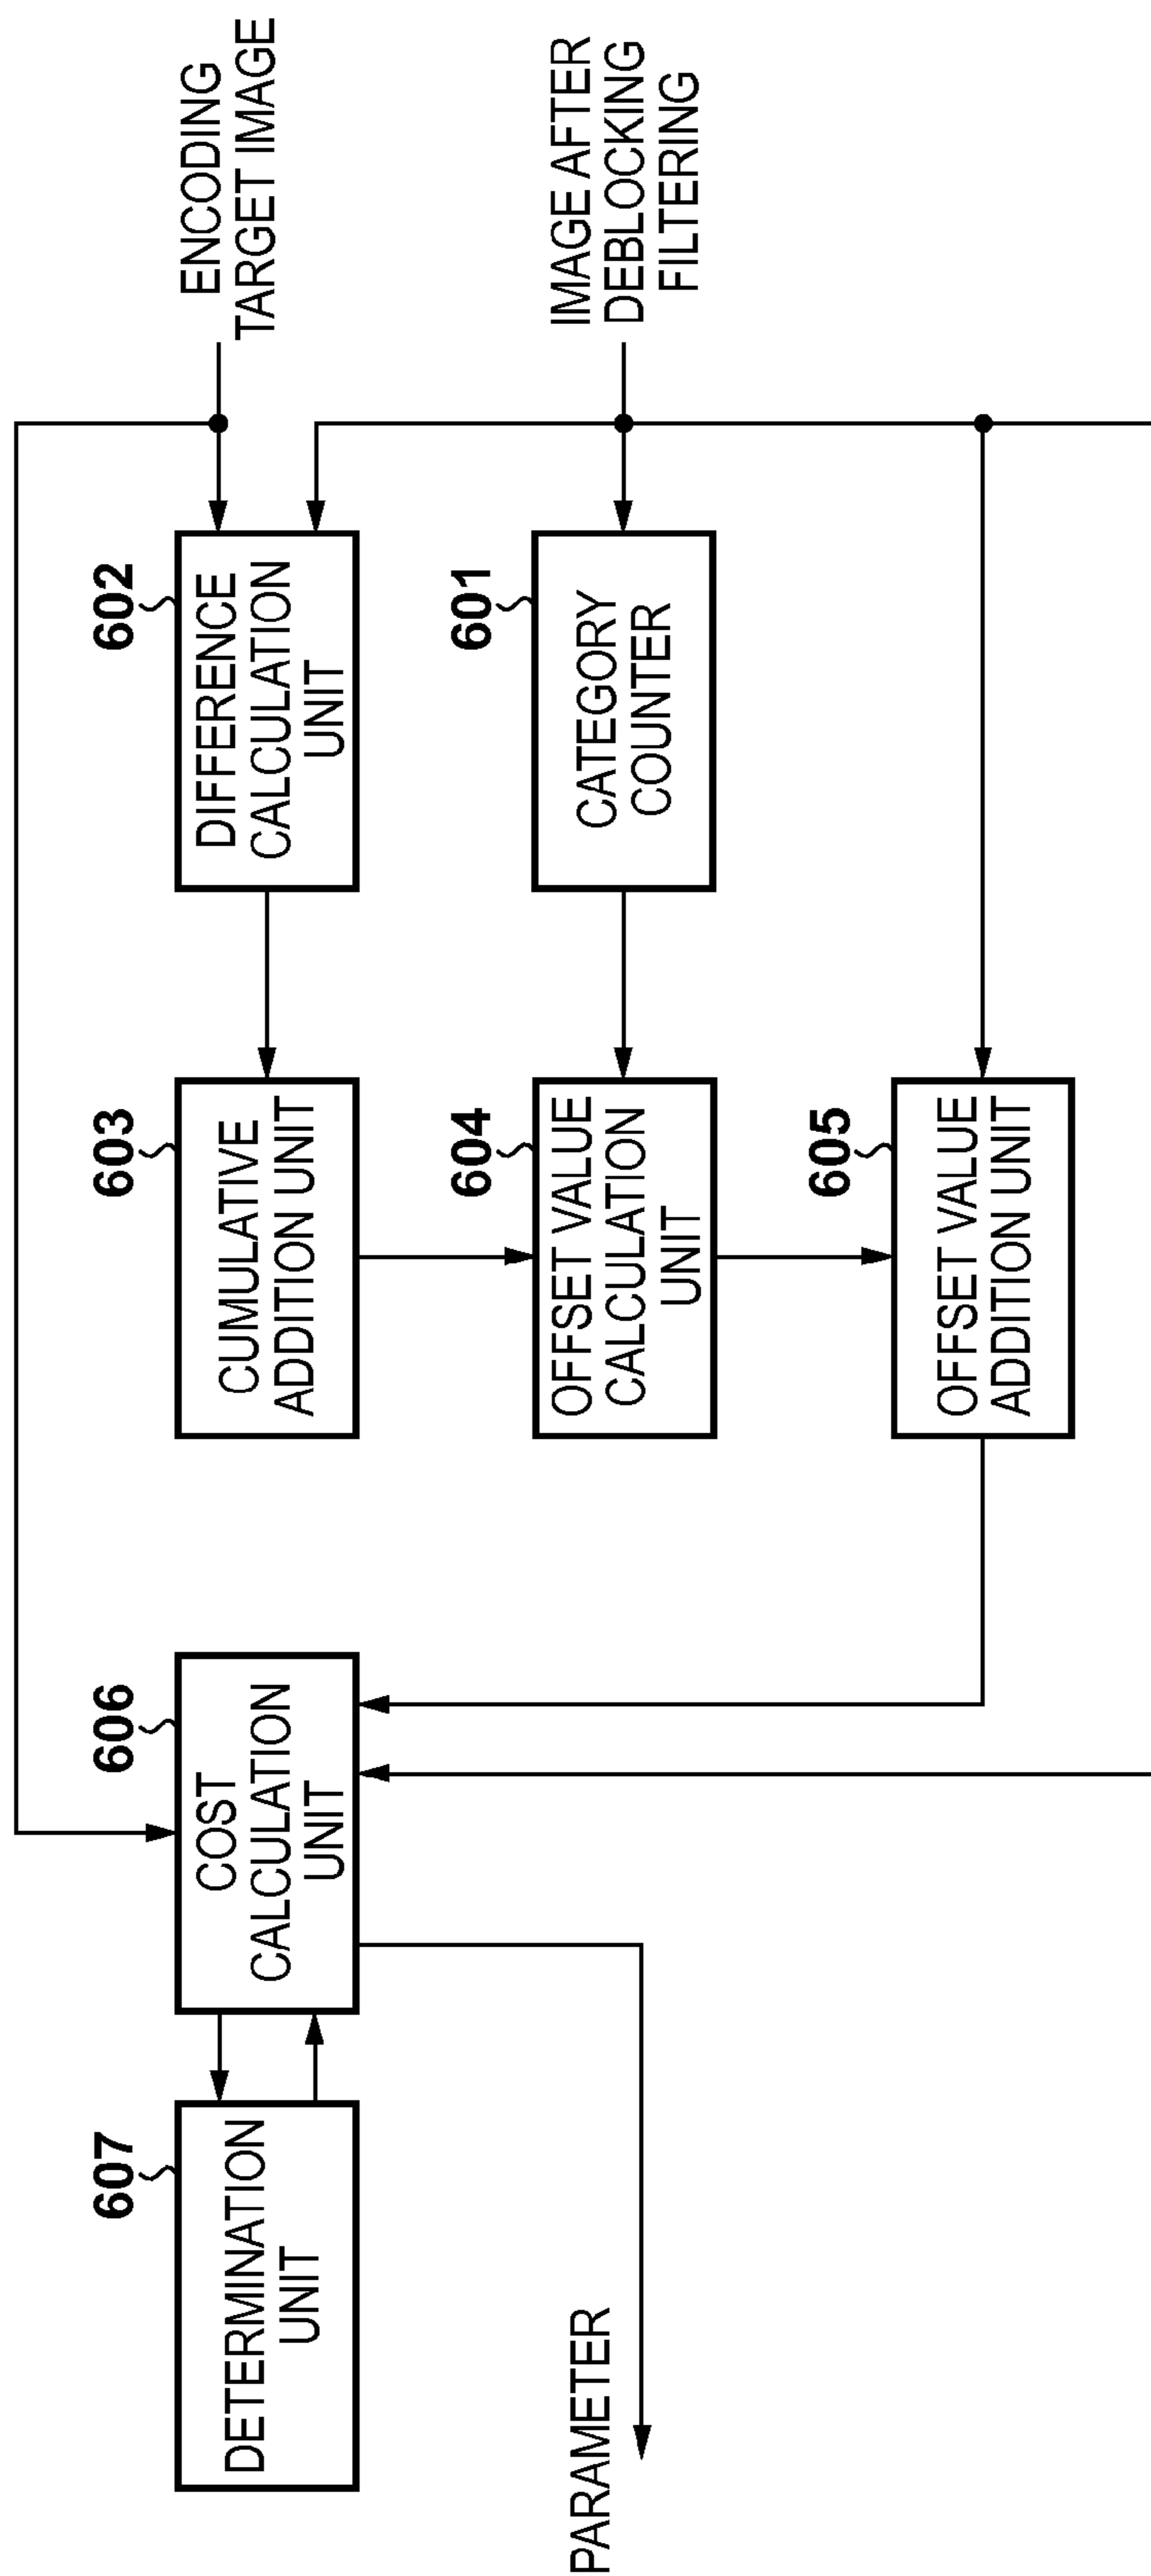 ENCODING
TARGET IMAGE
602
DIFFERENCE
CALCULATION
UNIT
603
CUMULATIVE
ADDITION UNIT
606
COST
CALCULATION
UNIT
607
DETERMINATION
UNIT
IMAGE AFTER
DEBLOCKING
FILTERING
601
CATEGORY
COUNTER
604
OFFSET VALUE
CALCULATION
UNIT
605
OFFSET VALUE
ADDITION UNIT
PARAMETER